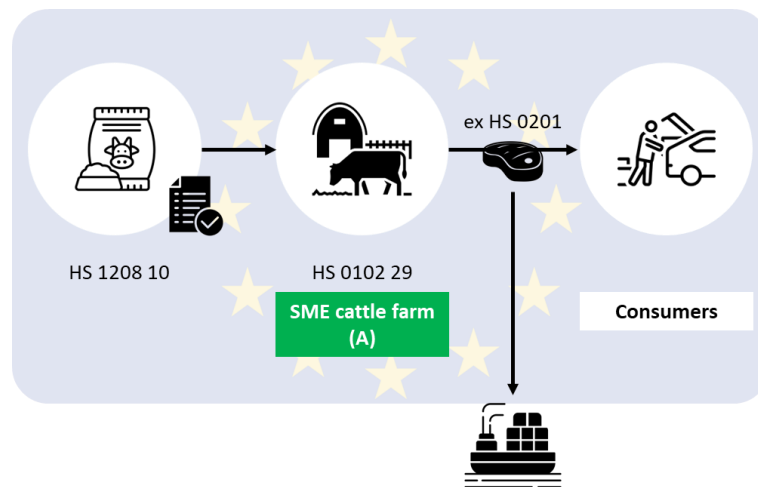 ex HS 0201
HS 1208 10
HS 0102 29
SME cattle farm
(A)
Consumers